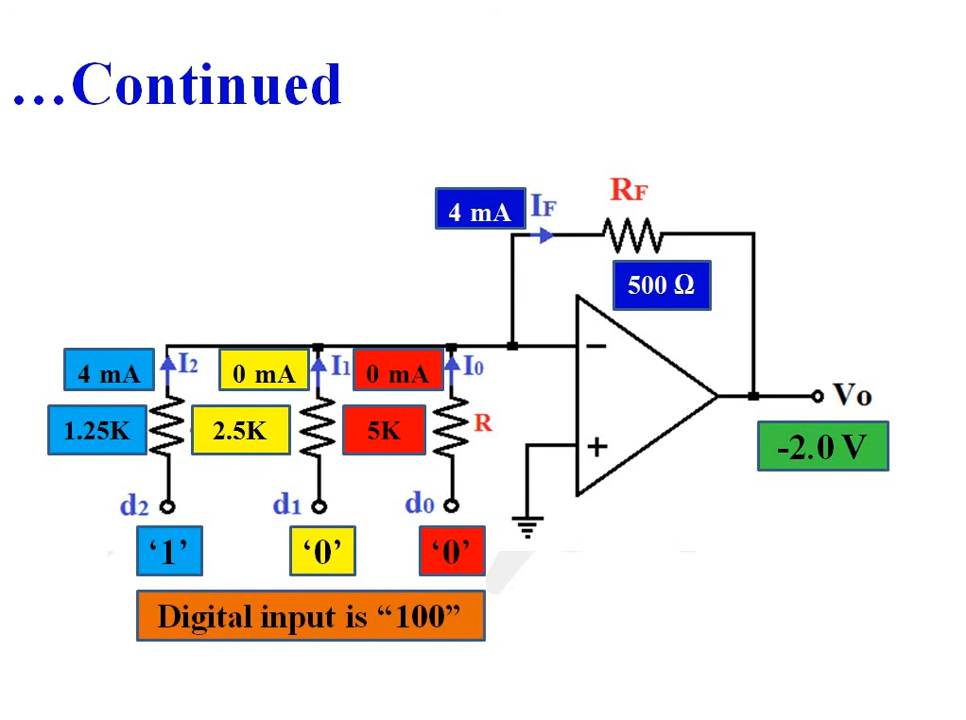 …Continued
RF
4 mA IF
500 Ω
4 mA I2 0 mA I1 0 mA I0
−
1.25K 2.5K 5K R
Vo
+
-2.0 V
d2 d1 d0
‘1’ ‘0’ ‘0’
Digital input is “100”